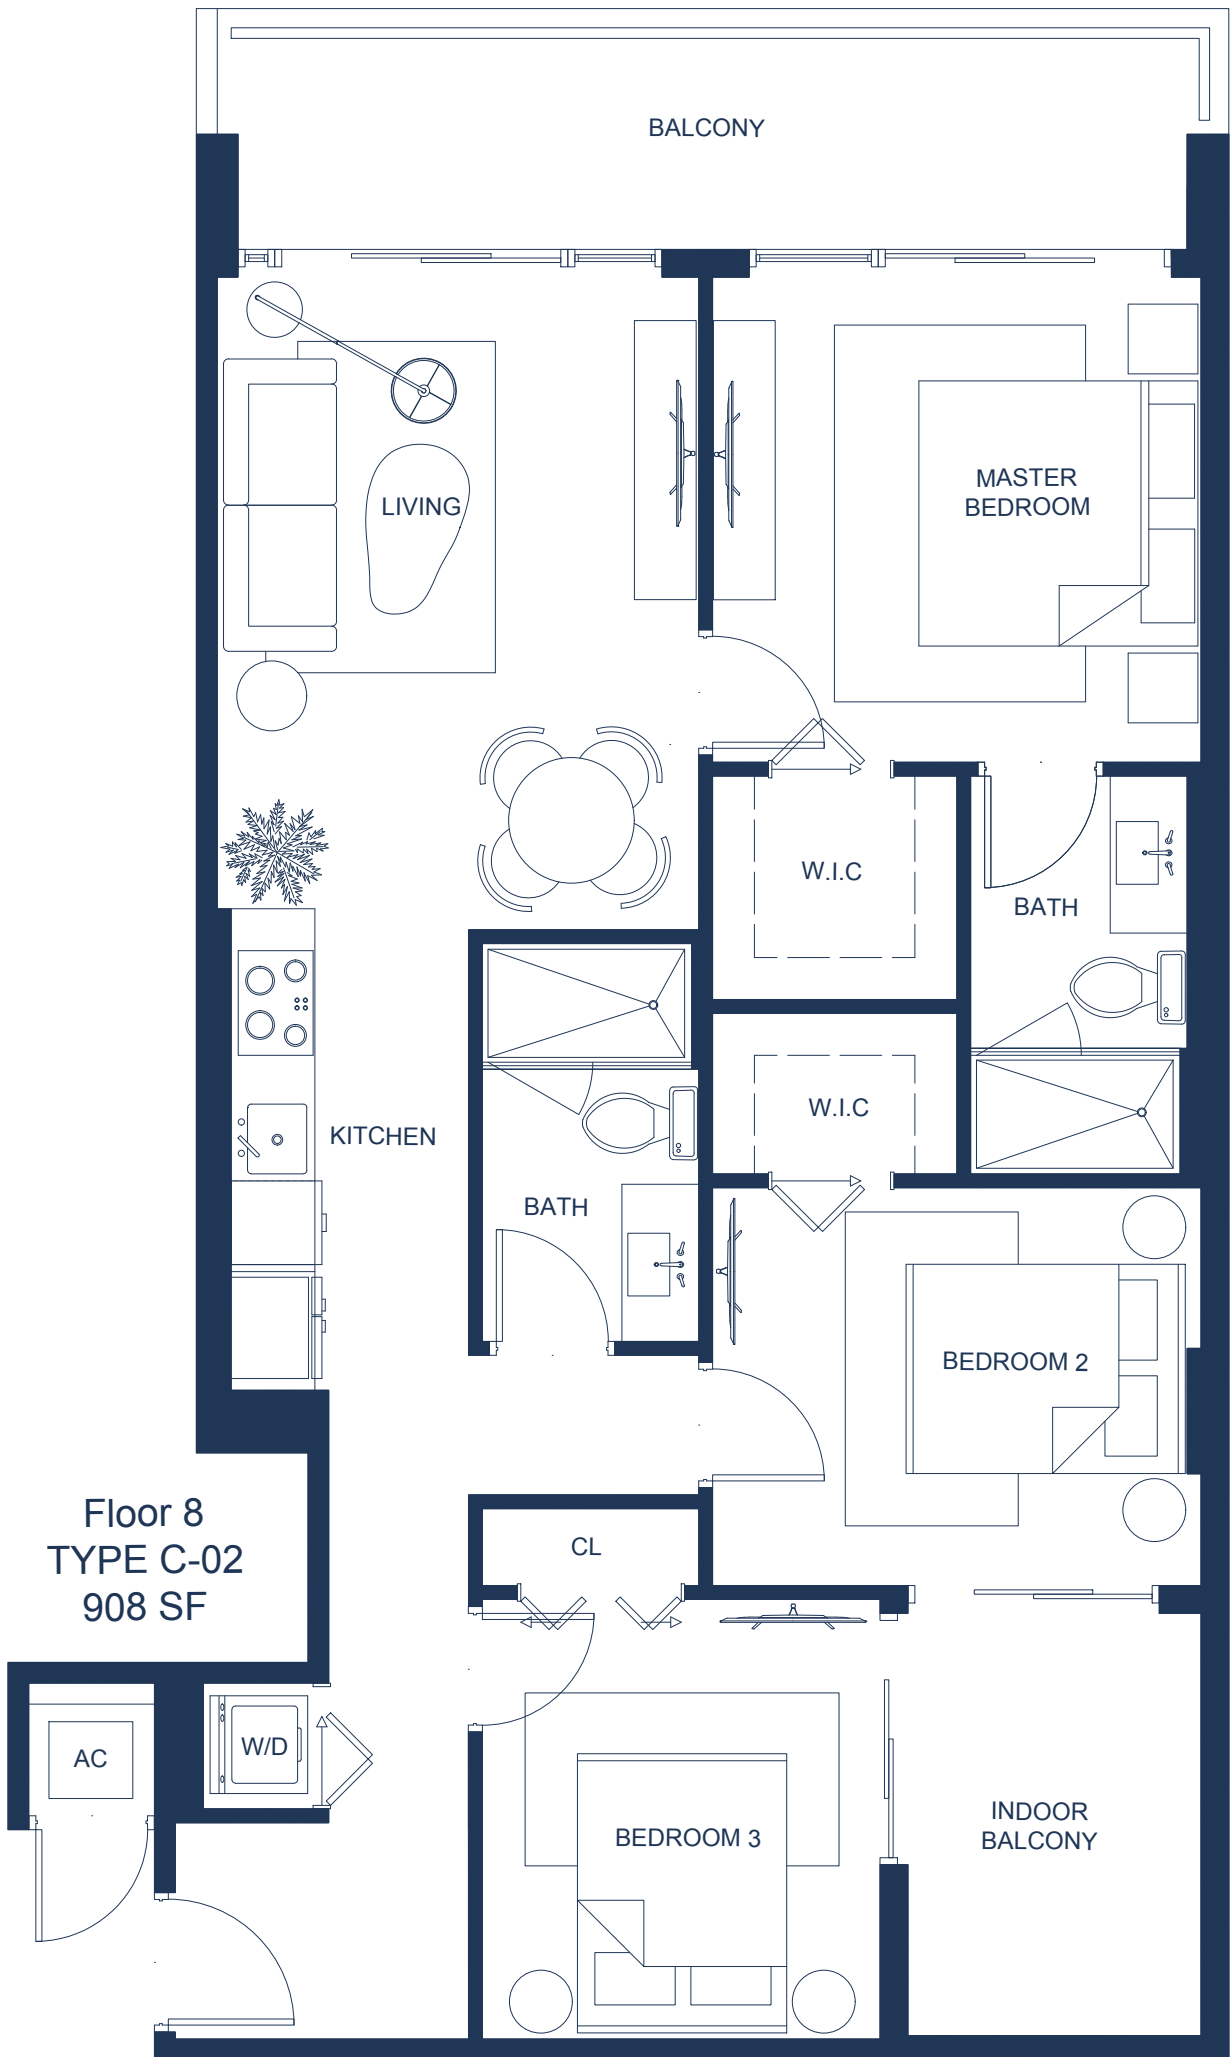 BALCONY
LIVING
MASTER
BEDROOM
W.I.C
BATH
KITCHEN
W.I.C
BATH
BEDROOM 2
Floor 8
TYPE C-02
908 SF
CL
AC
W/D
BEDROOM 3
INDOOR
BALCONY